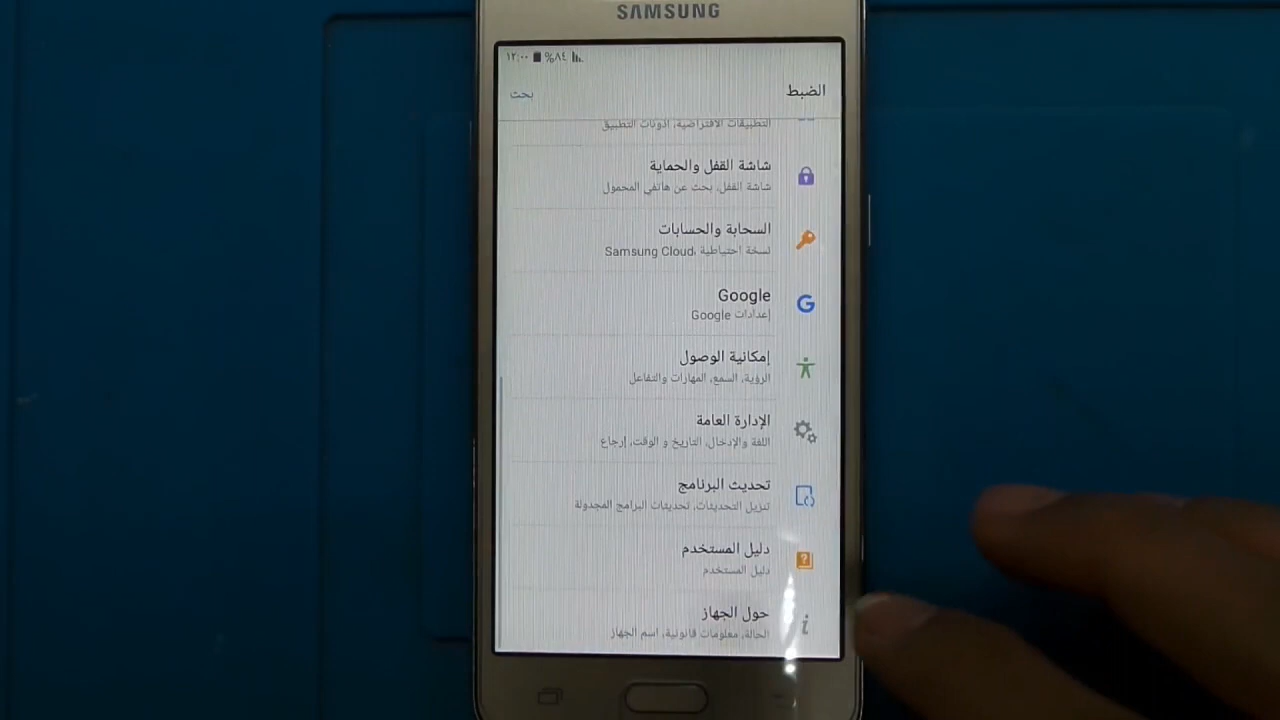 SAMSUNG
١٢:٠٠ %٨٤
الضبط
بحث
التطبيقات الافتراضية، أذونات التطبيق
شاشة القفل والحماية
شاشة القفل، بحث عن هاتفي المحمول
السحابة والحسابات
نسخة احتياطية ،Samsung Cloud
Google
إعدادات Google
إمكانية الوصول
الرؤية، السمع، المهارات والتفاعل
الإدارة العامة
اللغة والإدخال، التاريخ و الوقت، إرجاع
تحديث البرنامج
تنزيل التحديثات، تحديثات البرامج المجدولة
دليل المستخدم
دليل المستخدم
حول الجهاز
الحالة، معلومات قانونية، اسم الجهاز